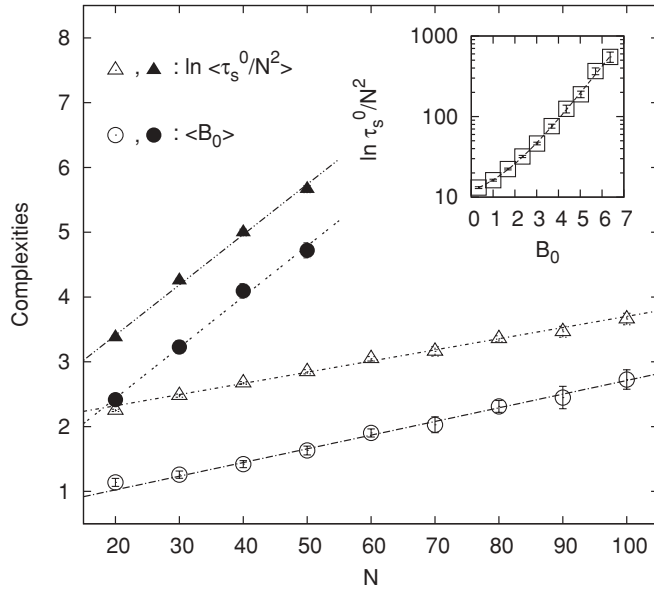 8
7
6
5
4
3
2
1
Complexities
△ , ▲ : ln <τₛ⁰/N²>
○ , ● : <B₀>
20 30 40 50 60 70 80 90 100
N
1000
100
10
ln τₛ⁰/N²
0 1 2 3 4 5 6 7
B₀